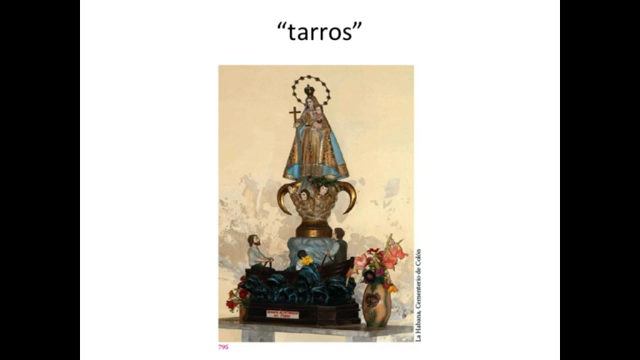 “tarros”
La Habana, Cementerio de Colón
795